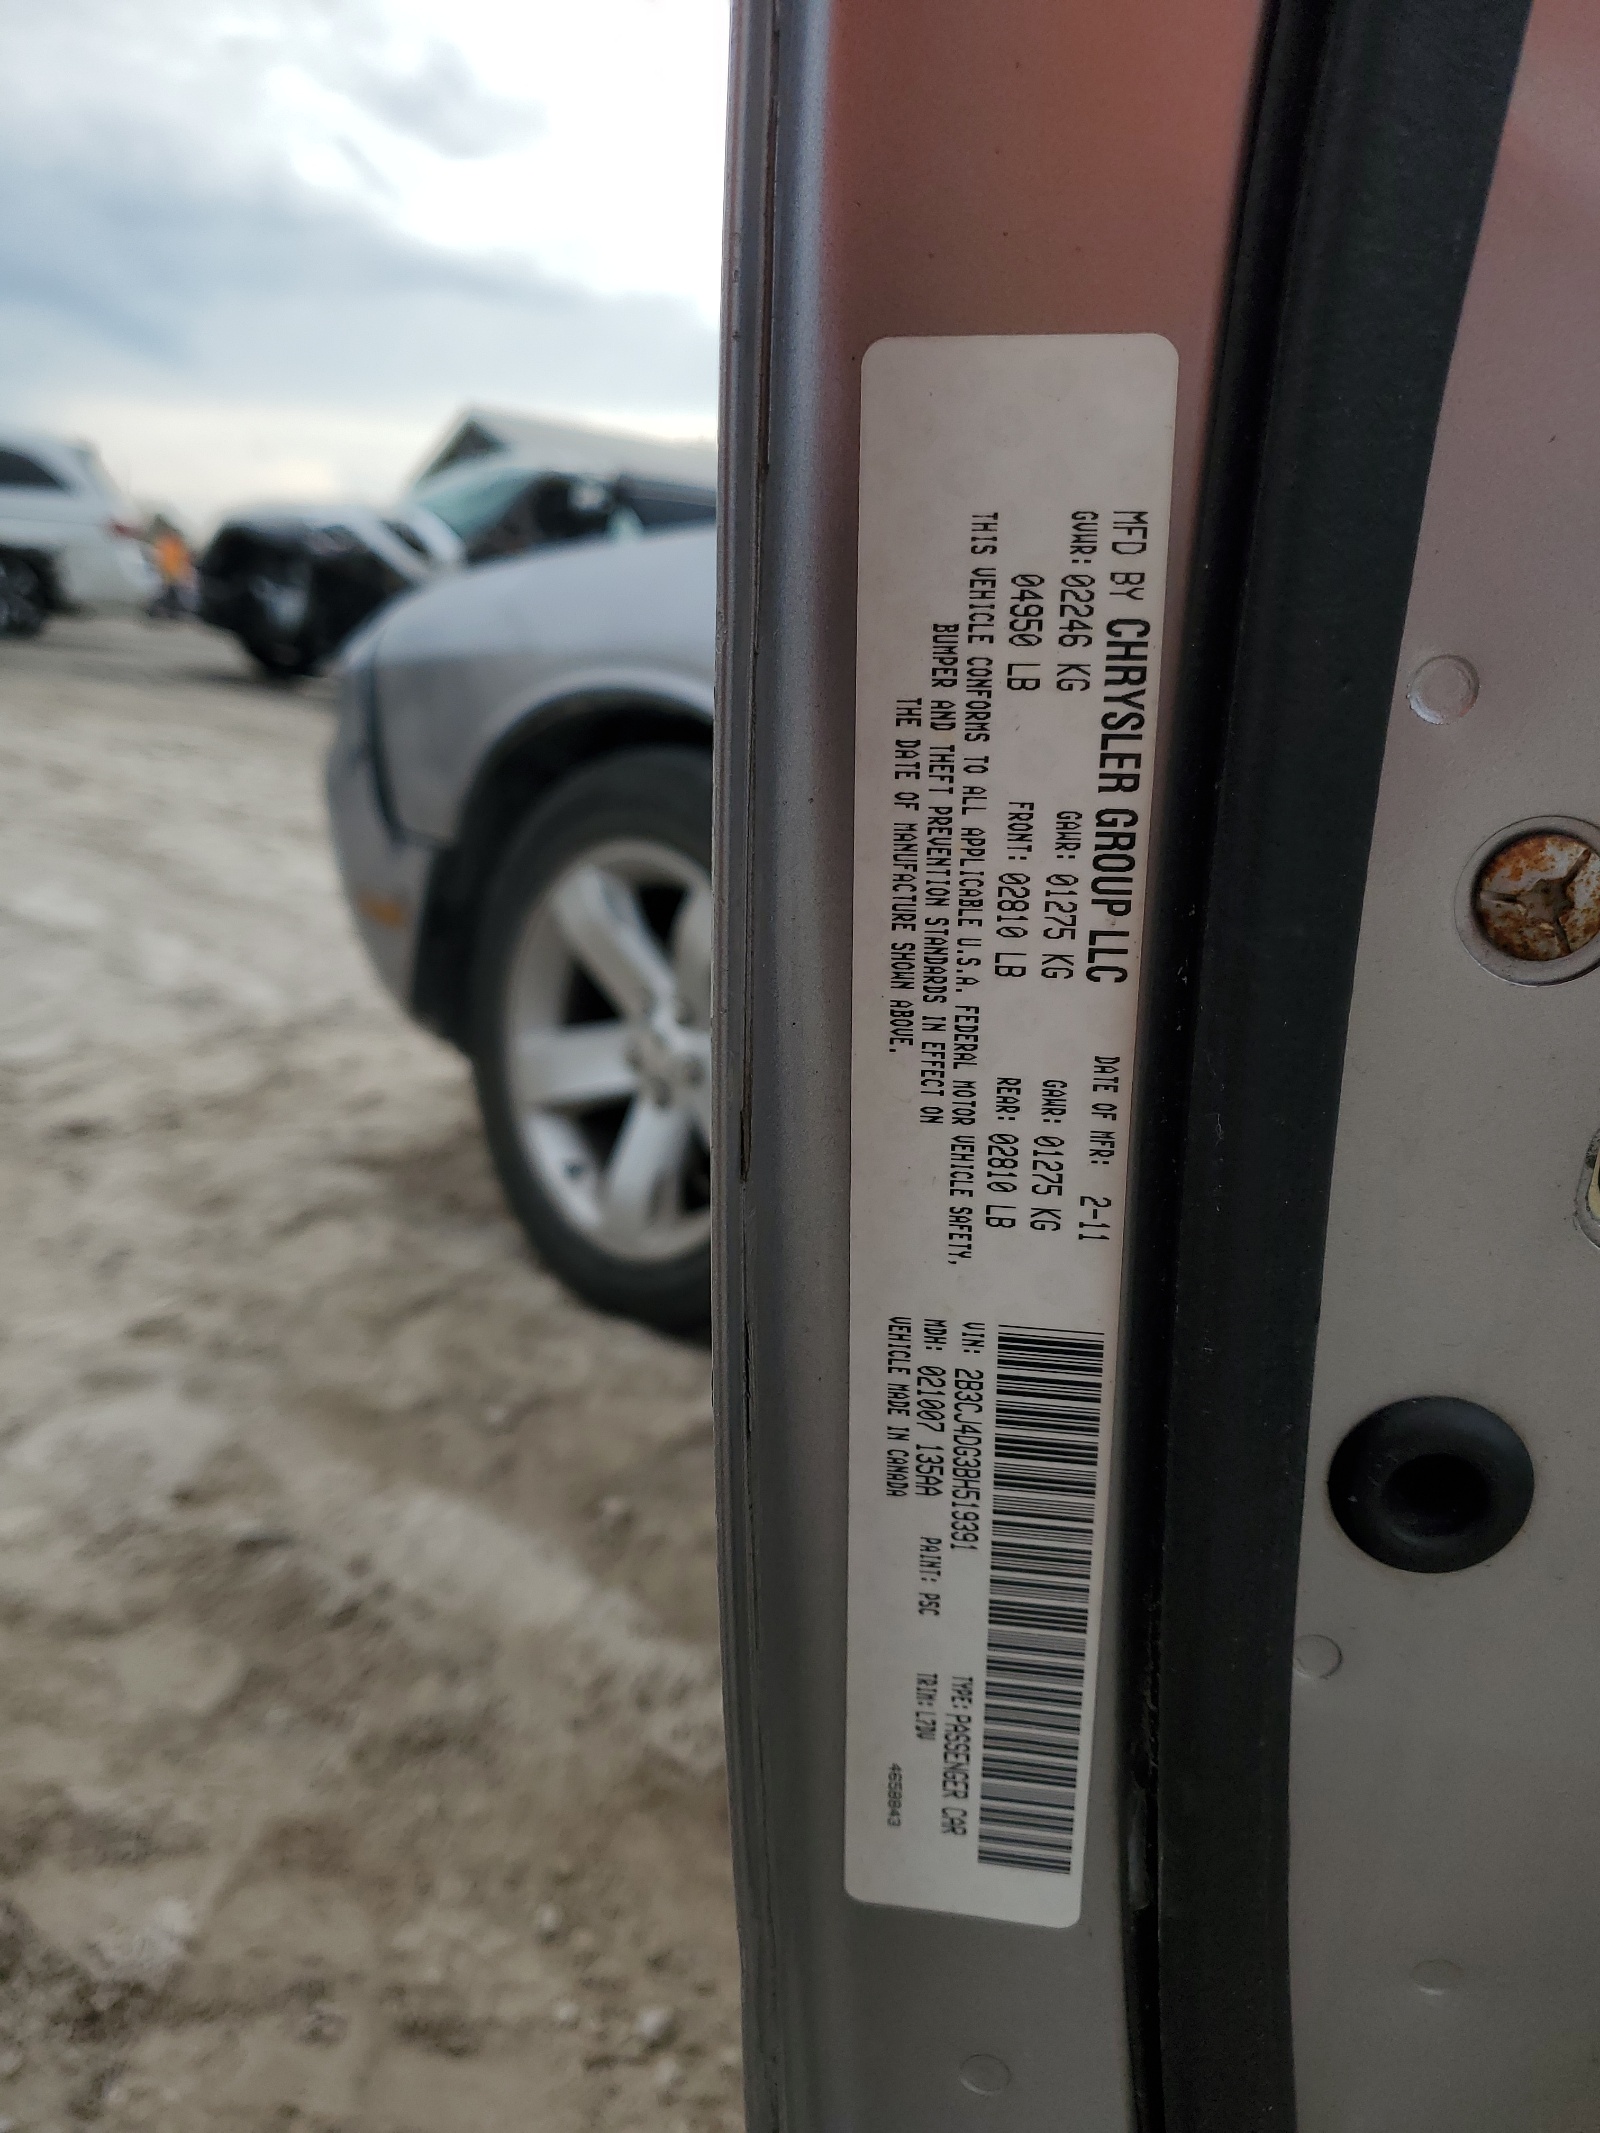 MFD BY CHRYSLER GROUP LLC DATE OF MFR: 2-11
GVWR: 02246 KG GAWR: 01275 KG GAWR: 01275 KG
04950 LB FRONT: 02810 LB REAR: 02810 LB
THIS VEHICLE CONFORMS TO ALL APPLICABLE U.S.A. FEDERAL MOTOR VEHICLE SAFETY,
BUMPER AND THEFT PREVENTION STANDARDS IN EFFECT ON
THE DATE OF MANUFACTURE SHOWN ABOVE.
VIN: 2B3CJ4DG3BH519391 TYPE: PASSENGER CAR
MDH: 021007 135AA PAINT: PSC TRIM: L7DV
VEHICLE MADE IN CANADA 4658843